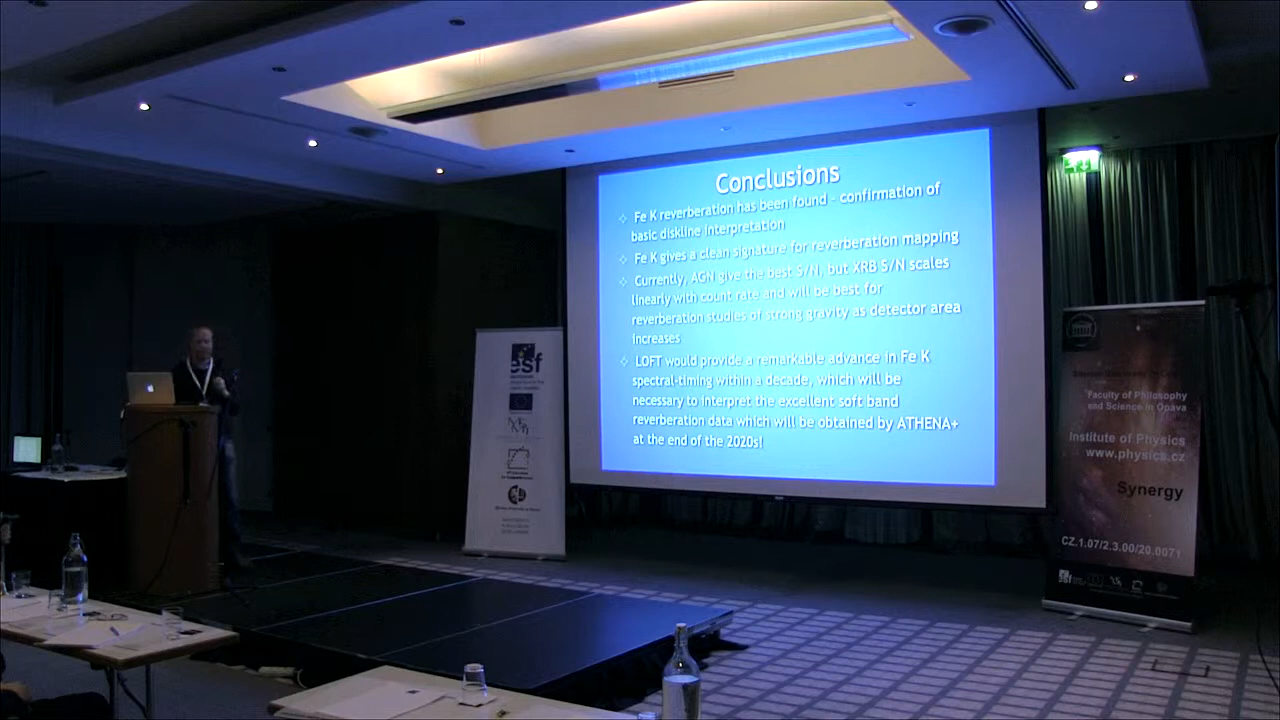 Conclusions
Fe K reverberation has been found - confirmation of
basic diskline interpretation
Fe K gives a clean signature for reverberation mapping
Currently, AGN give the best S/N, but XRB S/N scales
linearly with count rate and will be best for
reverberation studies of strong gravity as detector area
increases
LOFT would provide a remarkable advance in Fe K
spectral-timing within a decade, which will be
necessary to interpret the excellent soft band
reverberation data which will be obtained by ATHENA+
at the end of the 2020s!
esf
Faculty of Philosophy
and Science in Opava
Institute of Physics
www.physics.cz
Synergy
CZ.1.07/2.3.00/20.0071
esf